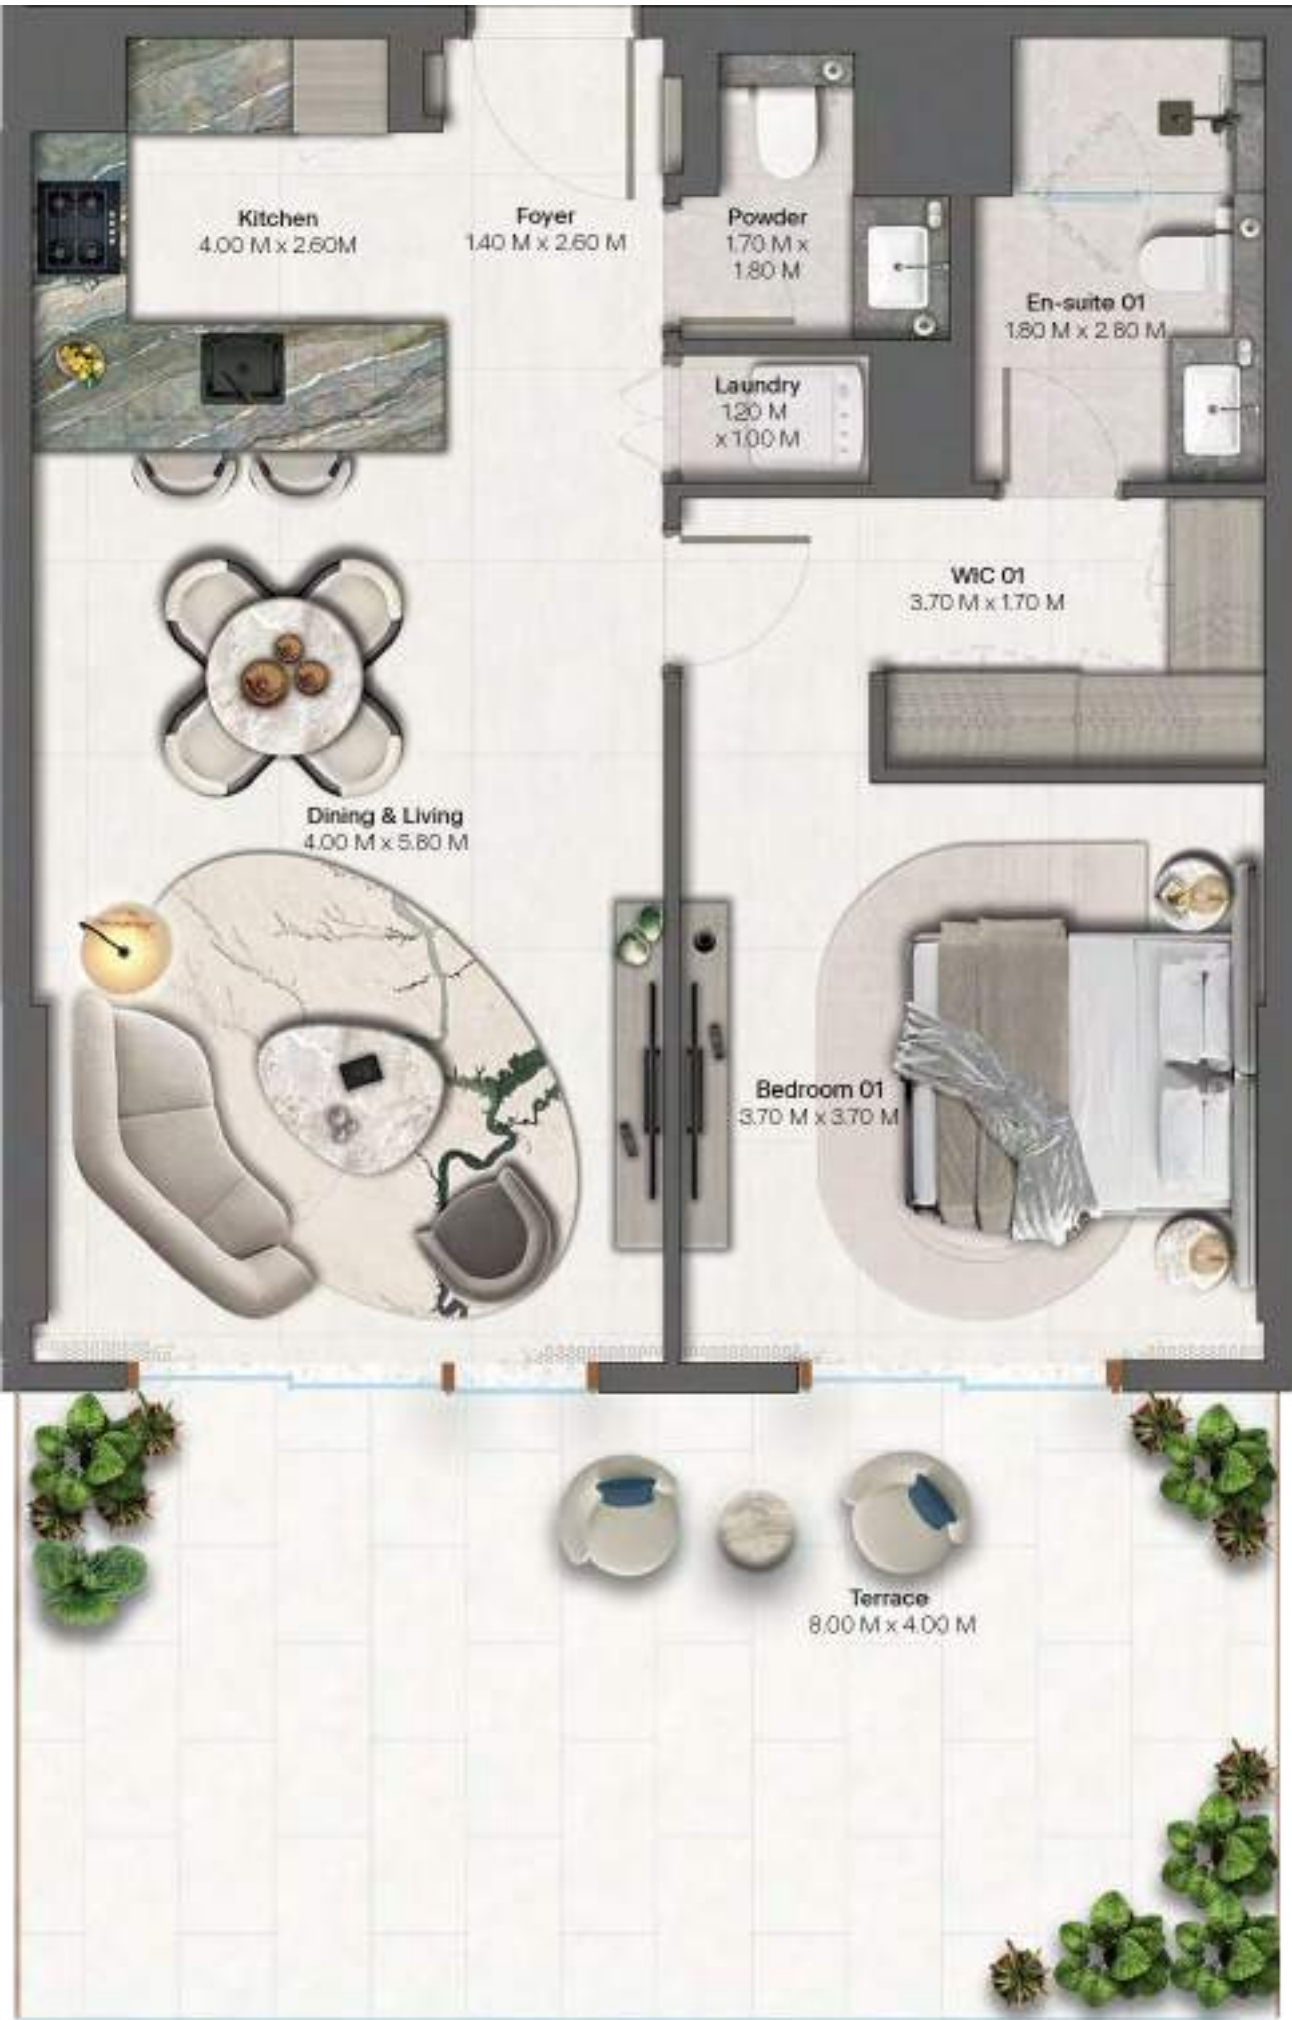 Kitchen
4.00 M x 2.60M
Foyer
1.40 M x 2.60 M
Powder
1.70 M x
1.80 M
En-suite 01
1.80 M x 2.80 M
Laundry
1.20 M
x 1.00 M
WIC 01
3.70 M x 1.70 M
Dining & Living
4.00 M x 5.80 M
Bedroom 01
3.70 M x 3.70 M
Terrace
8.00 M x 4.00 M